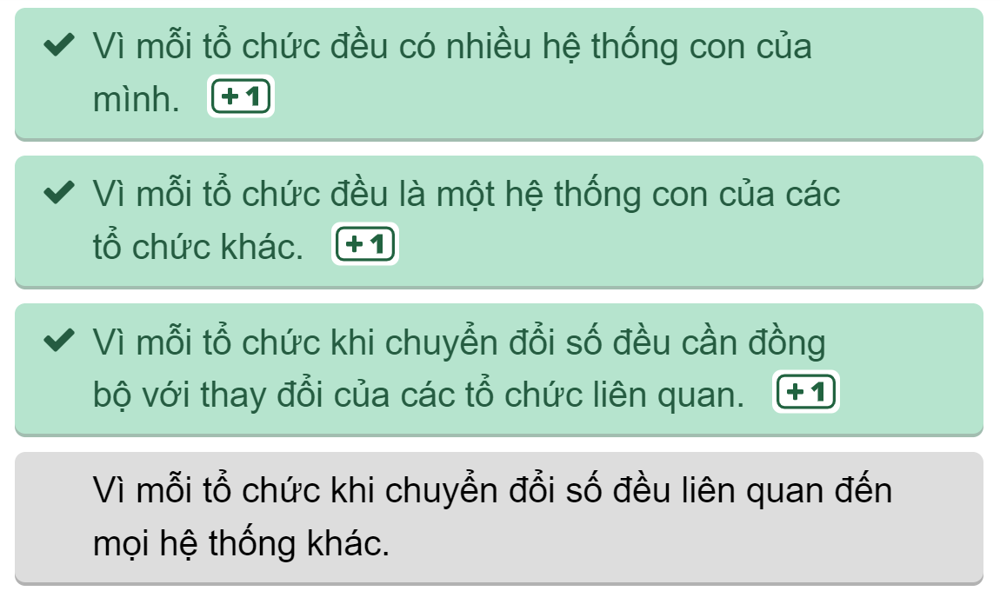 Vì mỗi tổ chức đều có nhiều hệ thống con của
mình. +1
Vì mỗi tổ chức đều là một hệ thống con của các
tổ chức khác. +1
Vì mỗi tổ chức khi chuyển đổi số đều cần đồng
bộ với thay đổi của các tổ chức liên quan. +1
Vì mỗi tổ chức khi chuyển đổi số đều liên quan đến
mọi hệ thống khác.